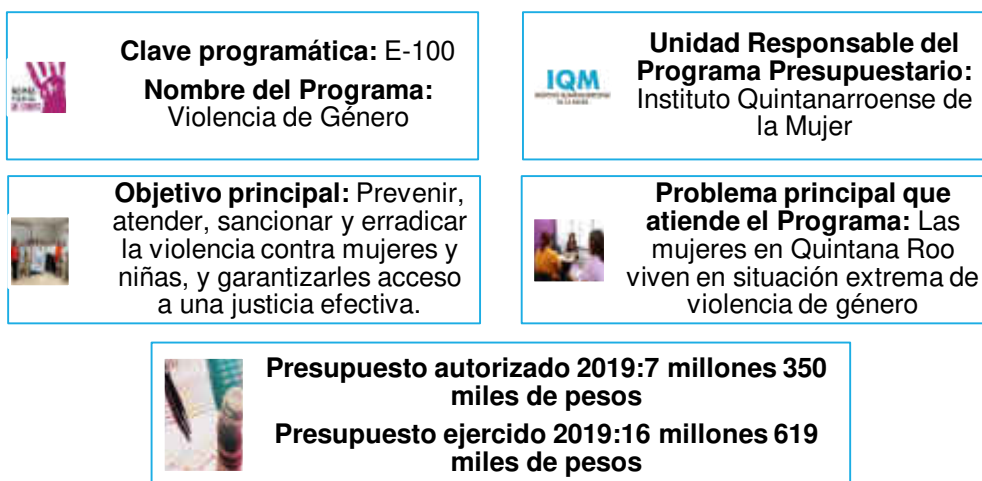 Clave programática: E-100
Nombre del Programa:
Violencia de Género
IQM
Unidad Responsable del
Programa Presupuestario:
Instituto Quintanarroense de
la Mujer
Objetivo principal: Prevenir,
atender, sancionar y erradicar
la violencia contra mujeres y
niñas, y garantizarles acceso
a una justicia efectiva.
Problema principal que
atiende el Programa: Las
mujeres en Quintana Roo
viven en situación extrema de
violencia de género
Presupuesto autorizado 2019:7 millones 350
miles de pesos
Presupuesto ejercido 2019:16 millones 619
miles de pesos